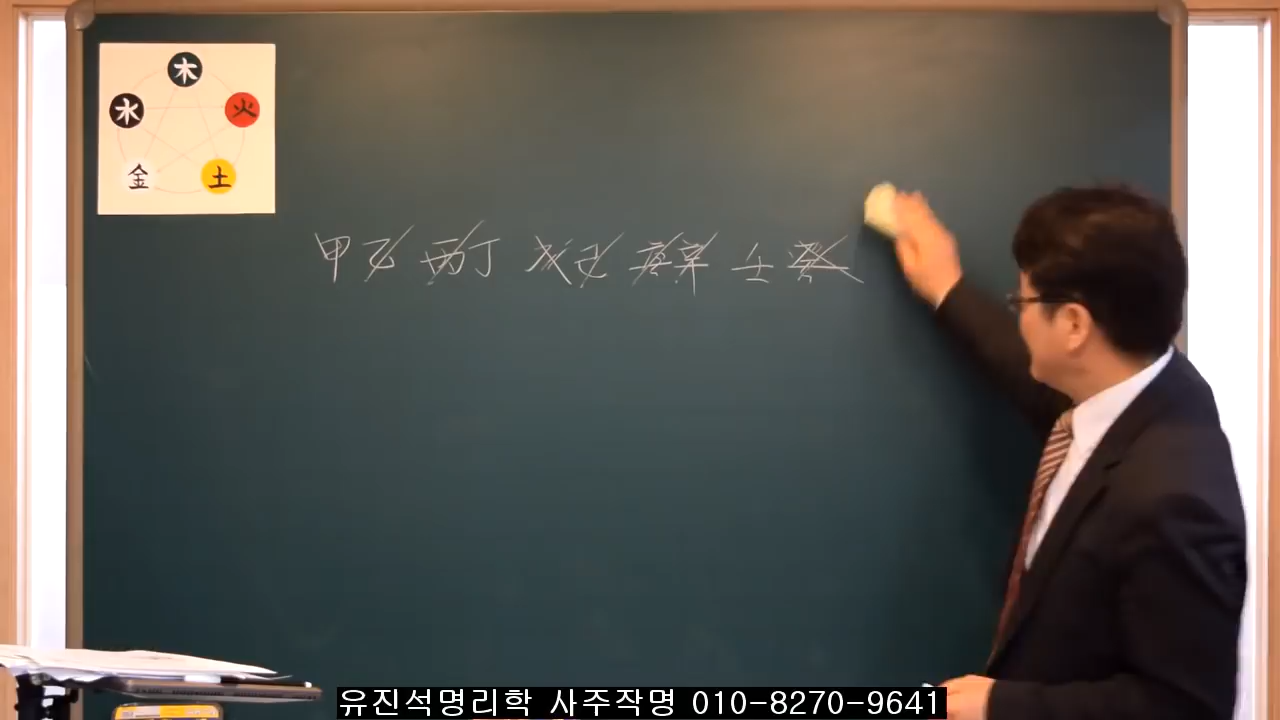 木
水 火
金 土
甲乙 丙丁 戊己 庚辛 壬癸
유진석명리학 사주작명 010-8270-9641